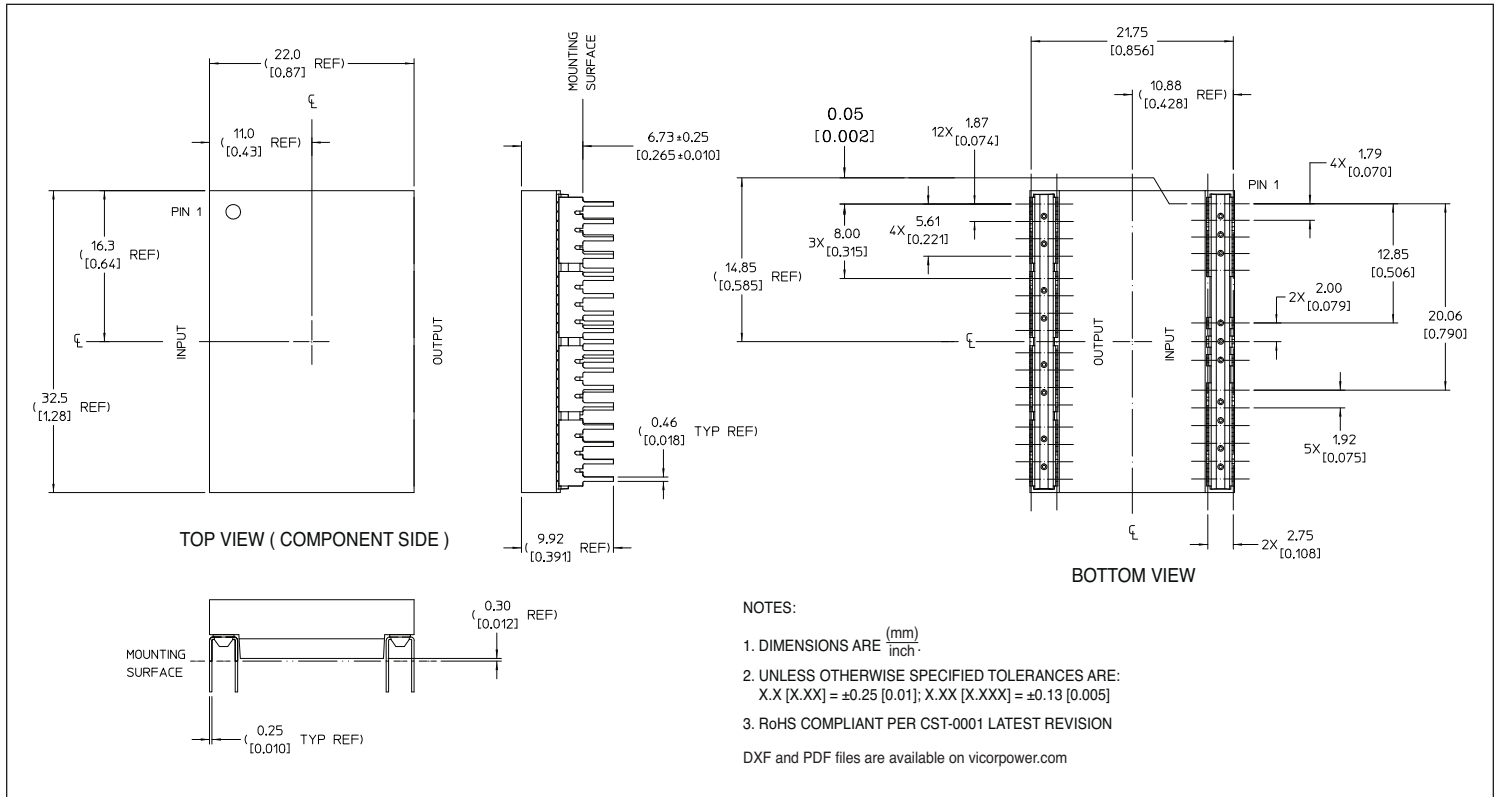 22.0
( [0.87] REF)
℄
11.0
( [0.43] REF)
PIN 1
16.3
( [0.64] REF)
℄
INPUT
OUTPUT
32.5
( [1.28] REF)
TOP VIEW ( COMPONENT SIDE )
MOUNTING
SURFACE
6.73±0.25
[0.265±0.010]
0.46
( [0.018] TYP REF)
9.92
( [0.391] REF)
MOUNTING
SURFACE
0.30
( [0.012] REF)
0.25
( [0.010] TYP REF)
21.75
[0.856]
10.88
( [0.428] REF)
0.05
[0.002]
12X 1.87
[0.074]
4X 1.79
[0.070]
PIN 1
3X 8.00
[0.315]
4X 5.61
[0.221]
14.85
( [0.585] REF)
12.85
[0.506]
2X 2.00
[0.079]
20.06
[0.790]
℄
OUTPUT
INPUT
5X 1.92
[0.075]
℄
2X 2.75
[0.108]
BOTTOM VIEW
NOTES:
1. DIMENSIONS ARE (mm)
inch.
2. UNLESS OTHERWISE SPECIFIED TOLERANCES ARE:
X.X [X.XX] = ±0.25 [0.01]; X.XX [X.XXX] = ±0.13 [0.005]
3. RoHS COMPLIANT PER CST-0001 LATEST REVISION
DXF and PDF files are available on vicorpower.com